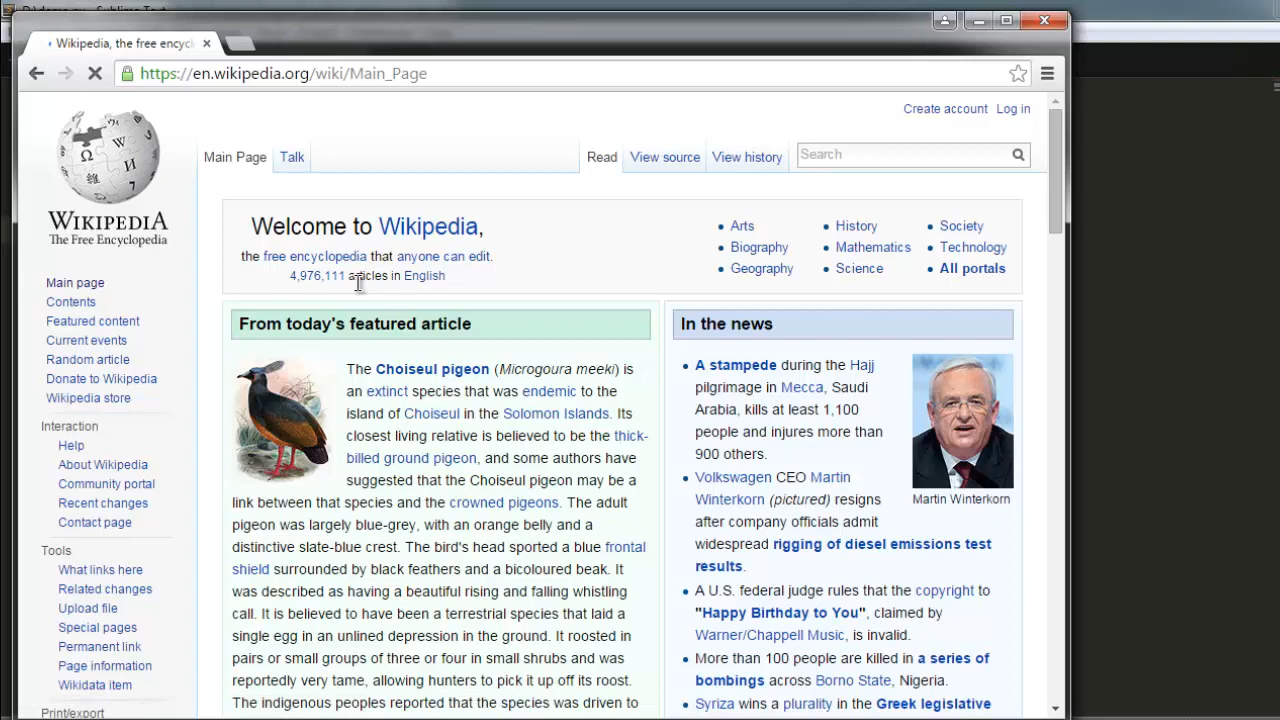 Wikipedia, the free encycl
https://en.wikipedia.org/wiki/Main_Page
Create account Log in
Main Page Talk Read View source View history Search
WIKIPEDIA
The Free Encyclopedia
Main page
Contents
Featured content
Current events
Random article
Donate to Wikipedia
Wikipedia store
Interaction
Help
About Wikipedia
Community portal
Recent changes
Contact page
Tools
What links here
Related changes
Upload file
Special pages
Permanent link
Page information
Wikidata item
Print/export
Welcome to Wikipedia,
the free encyclopedia that anyone can edit.
4,976,111 articles in English
Arts
Biography
Geography
History
Mathematics
Science
Society
Technology
All portals
From today's featured article
The Choiseul pigeon (Microgoura meeki) is
an extinct species that was endemic to the
island of Choiseul in the Solomon Islands. Its
closest living relative is believed to be the thick-
billed ground pigeon, and some authors have
suggested that the Choiseul pigeon may be a
link between that species and the crowned pigeons. The adult
pigeon was largely blue-grey, with an orange belly and a
distinctive slate-blue crest. The bird's head sported a blue frontal
shield surrounded by black feathers and a bicoloured beak. It
was described as having a beautiful rising and falling whistling
call. It is believed to have been a terrestrial species that laid a
single egg in an unlined depression in the ground. It roosted in
pairs or small groups of three or four in small shrubs and was
reportedly very tame, allowing hunters to pick it up off its roost.
The indigenous peoples reported that the species was driven to
In the news
A stampede during the Hajj
pilgrimage in Mecca, Saudi
Arabia, kills at least 1,100
people and injures more than
900 others.
Volkswagen CEO Martin
Winterkorn (pictured) resigns
after company officials admit
widespread rigging of diesel emissions test
results.
A U.S. federal judge rules that the copyright to
"Happy Birthday to You", claimed by
Warner/Chappell Music, is invalid.
More than 100 people are killed in a series of
bombings across Borno State, Nigeria.
Syriza wins a plurality in the Greek legislative
Martin Winterkorn